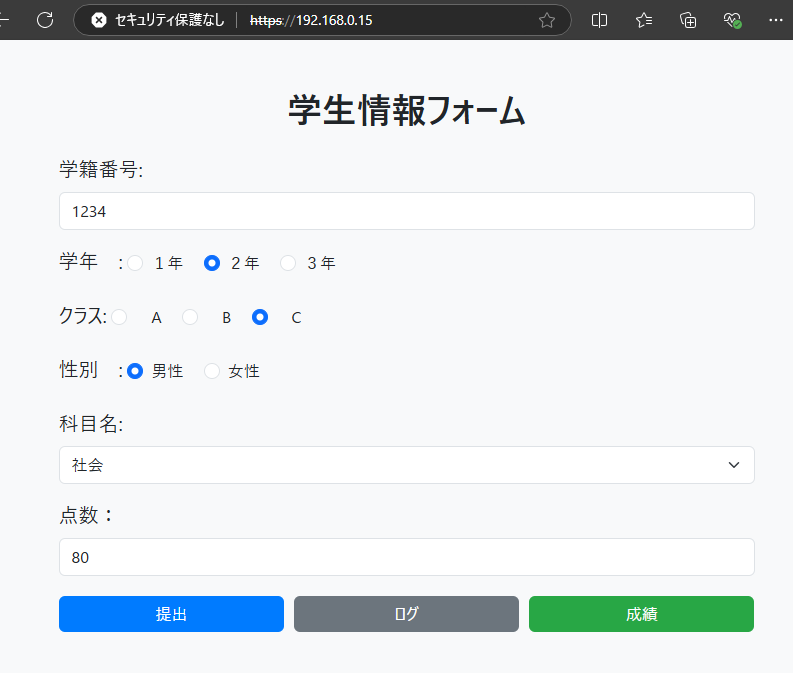 セキュリティ保護なし https://192.168.0.15
学生情報フォーム
学籍番号:
1234
学年 : 1 年 2 年 3 年
クラス: A B C
性別 : 男性 女性
科目名:
社会
点数：
80
提出 ログ 成績